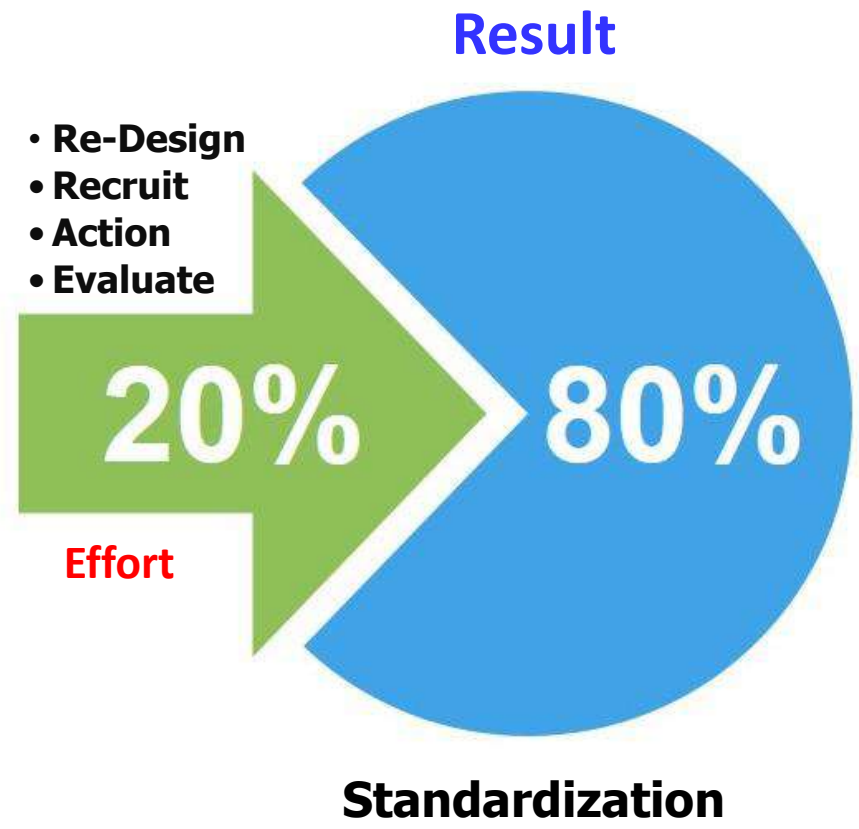 Result
• Re-Design
• Recruit
• Action
• Evaluate
20% 80%
Effort
Standardization